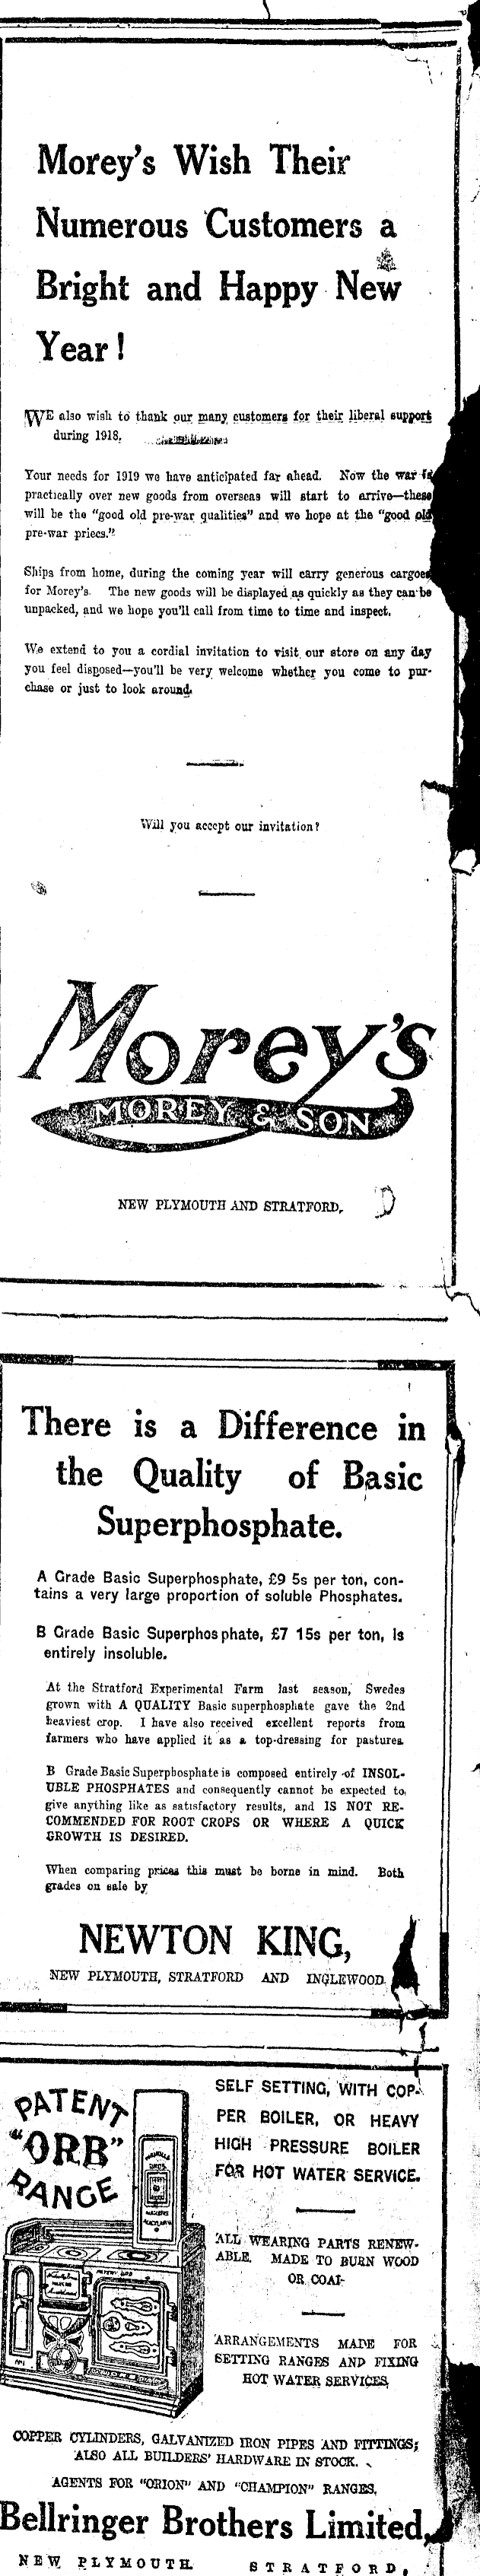 Morey's Wish Their
Numerous Customers a
Bright and Happy New
Year!
WE also wish to thank our many customers for their liberal support
during 1918.
Your needs for 1919 we have anticipated far ahead. Now the war is
practically over new goods from overseas will start to arrive—these
will be the "good old pre-war qualities" and we hope at the "good old
pre-war priecs."
Ships from home, during the coming year will carry generous cargoes
for Morey's. The new goods will be displayed as quickly as they can be
unpacked, and we hope you'll call from time to time and inspect.
We extend to you a cordial invitation to visit our store on any day
you feel disposed—you'll be very welcome whether you come to pur-
chase or just to look around.
Will you accept our invitation?
Morey's
MOREY & SON
NEW PLYMOUTH AND STRATFORD.
There is a Difference in
the Quality of Basic
Superphosphate.
A Grade Basic Superphosphate, £9 5s per ton, con-
tains a very large proportion of soluble Phosphates.
B Grade Basic Superphosphate, £7 15s per ton, is
entirely insoluble.
At the Stratford Experimental Farm last season, Swedes
grown with A QUALITY Basic superphosphate gave the 2nd
heaviest crop. I have also received excellent reports from
farmers who have applied it as a top-dressing for pastures.
B Grade Basic Superphosphate is composed entirely of INSOL-
UBLE PHOSPHATES and consequently cannot be expected to
give anything like as satisfactory results, and IS NOT RE-
COMMENDED FOR ROOT CROPS OR WHERE A QUICK
GROWTH IS DESIRED.
When comparing prices this must be borne in mind. Both
grades on sale by
NEWTON KING,
NEW PLYMOUTH, STRATFORD AND INGLEWOOD.
PATENT
"ORB"
RANGE
SELF SETTING, WITH COP-
PER BOILER, OR HEAVY
HIGH PRESSURE BOILER
FOR HOT WATER SERVICE.
ALL WEARING PARTS RENEW-
ABLE. MADE TO BURN WOOD
OR COAL
ARRANGEMENTS MADE FOR
SETTING RANGES AND FIXING
HOT WATER SERVICES.
COPPER CYLINDERS, GALVANIZED IRON PIPES AND FITTINGS;
ALSO ALL BUILDERS' HARDWARE IN STOCK.
AGENTS FOR "ORION" AND "CHAMPION" RANGES.
Bellringer Brothers Limited,
NEW PLYMOUTH. STRATFORD,